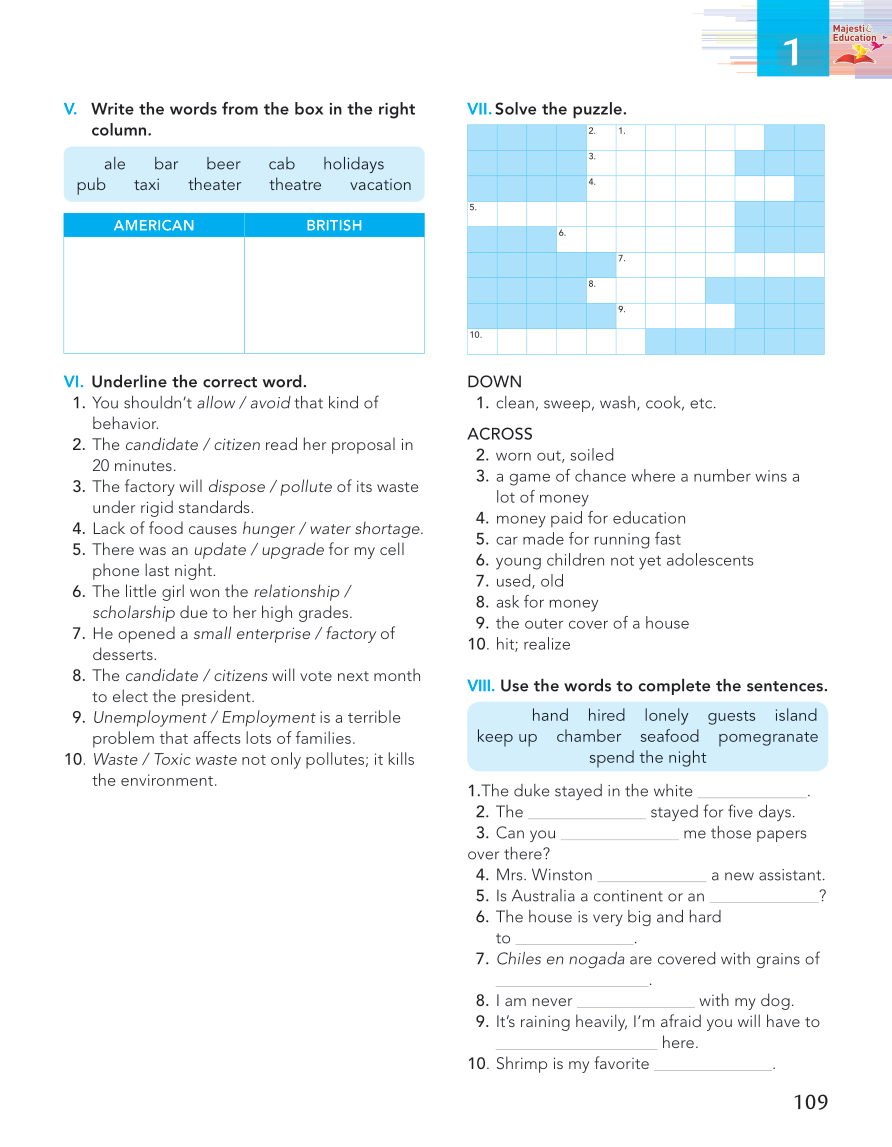 1
Majestic
Education
V. Write the words from the box in the right
column.
ale bar beer cab holidays
pub taxi theater theatre vacation
AMERICAN BRITISH
VI. Underline the correct word.
1. You shouldn't allow / avoid that kind of
behavior.
2. The candidate / citizen read her proposal in
20 minutes.
3. The factory will dispose / pollute of its waste
under rigid standards.
4. Lack of food causes hunger / water shortage.
5. There was an update / upgrade for my cell
phone last night.
6. The little girl won the relationship /
scholarship due to her high grades.
7. He opened a small enterprise / factory of
desserts.
8. The candidate / citizens will vote next month
to elect the president.
9. Unemployment / Employment is a terrible
problem that affects lots of families.
10. Waste / Toxic waste not only pollutes; it kills
the environment.
VII. Solve the puzzle.
2. 1.
3.
4.
5.
6.
7.
8.
9.
10.
DOWN
1. clean, sweep, wash, cook, etc.
ACROSS
2. worn out, soiled
3. a game of chance where a number wins a
lot of money
4. money paid for education
5. car made for running fast
6. young children not yet adolescents
7. used, old
8. ask for money
9. the outer cover of a house
10. hit; realize
VIII. Use the words to complete the sentences.
hand hired lonely guests island
keep up chamber seafood pomegranate
spend the night
1.The duke stayed in the white ____________.
2. The _____________ stayed for five days.
3. Can you _____________ me those papers
over there?
4. Mrs. Winston ____________ a new assistant.
5. Is Australia a continent or an ____________?
6. The house is very big and hard
to _____________.
7. Chiles en nogada are covered with grains of
_________________.
8. I am never _____________ with my dog.
9. It's raining heavily, I'm afraid you will have to
__________________ here.
10. Shrimp is my favorite _____________.
109